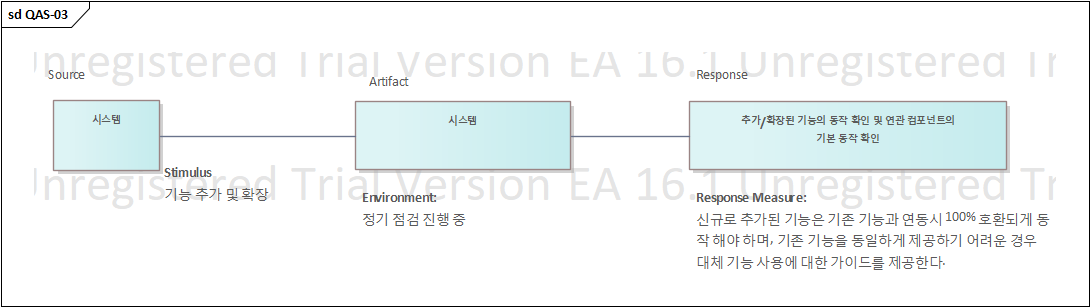 sd QAS-03
Unregistered Trial Version EA 16.1 Unregistered Tri
Source
Artifact
Response
시스템
시스템
추가/확장된 기능의 동작 확인 및 연관 컴포넌트의
기본 동작 확인
Stimulus
기능 추가 및 확장
Unregistered Trial Version EA 16.1 Unregistered Tri
Environment:
정기 점검 진행 중
Response Measure:
신규로 추가된 기능은 기존 기능과 연동시 100% 호환되게 동
작 해야 하며, 기존 기능을 동일하게 제공하기 어려운 경우
대체 기능 사용에 대한 가이드를 제공한다.